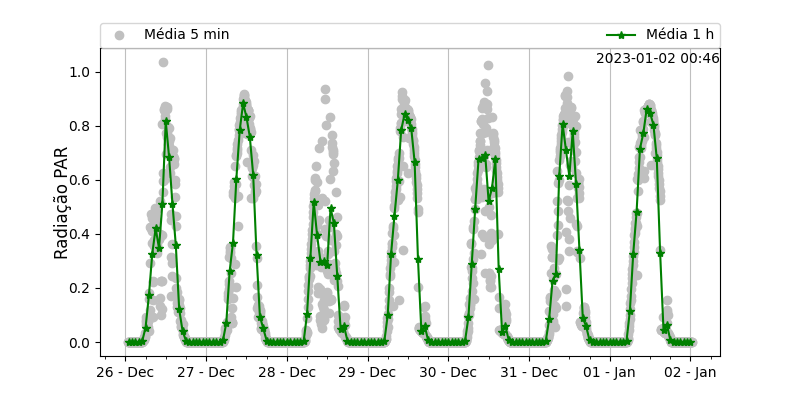 Média 5 min
Média 1 h
2023-01-02 00:46
Radiação PAR
1.0
0.8
0.6
0.4
0.2
0.0
26 - Dec
27 - Dec
28 - Dec
29 - Dec
30 - Dec
31 - Dec
01 - Jan
02 - Jan